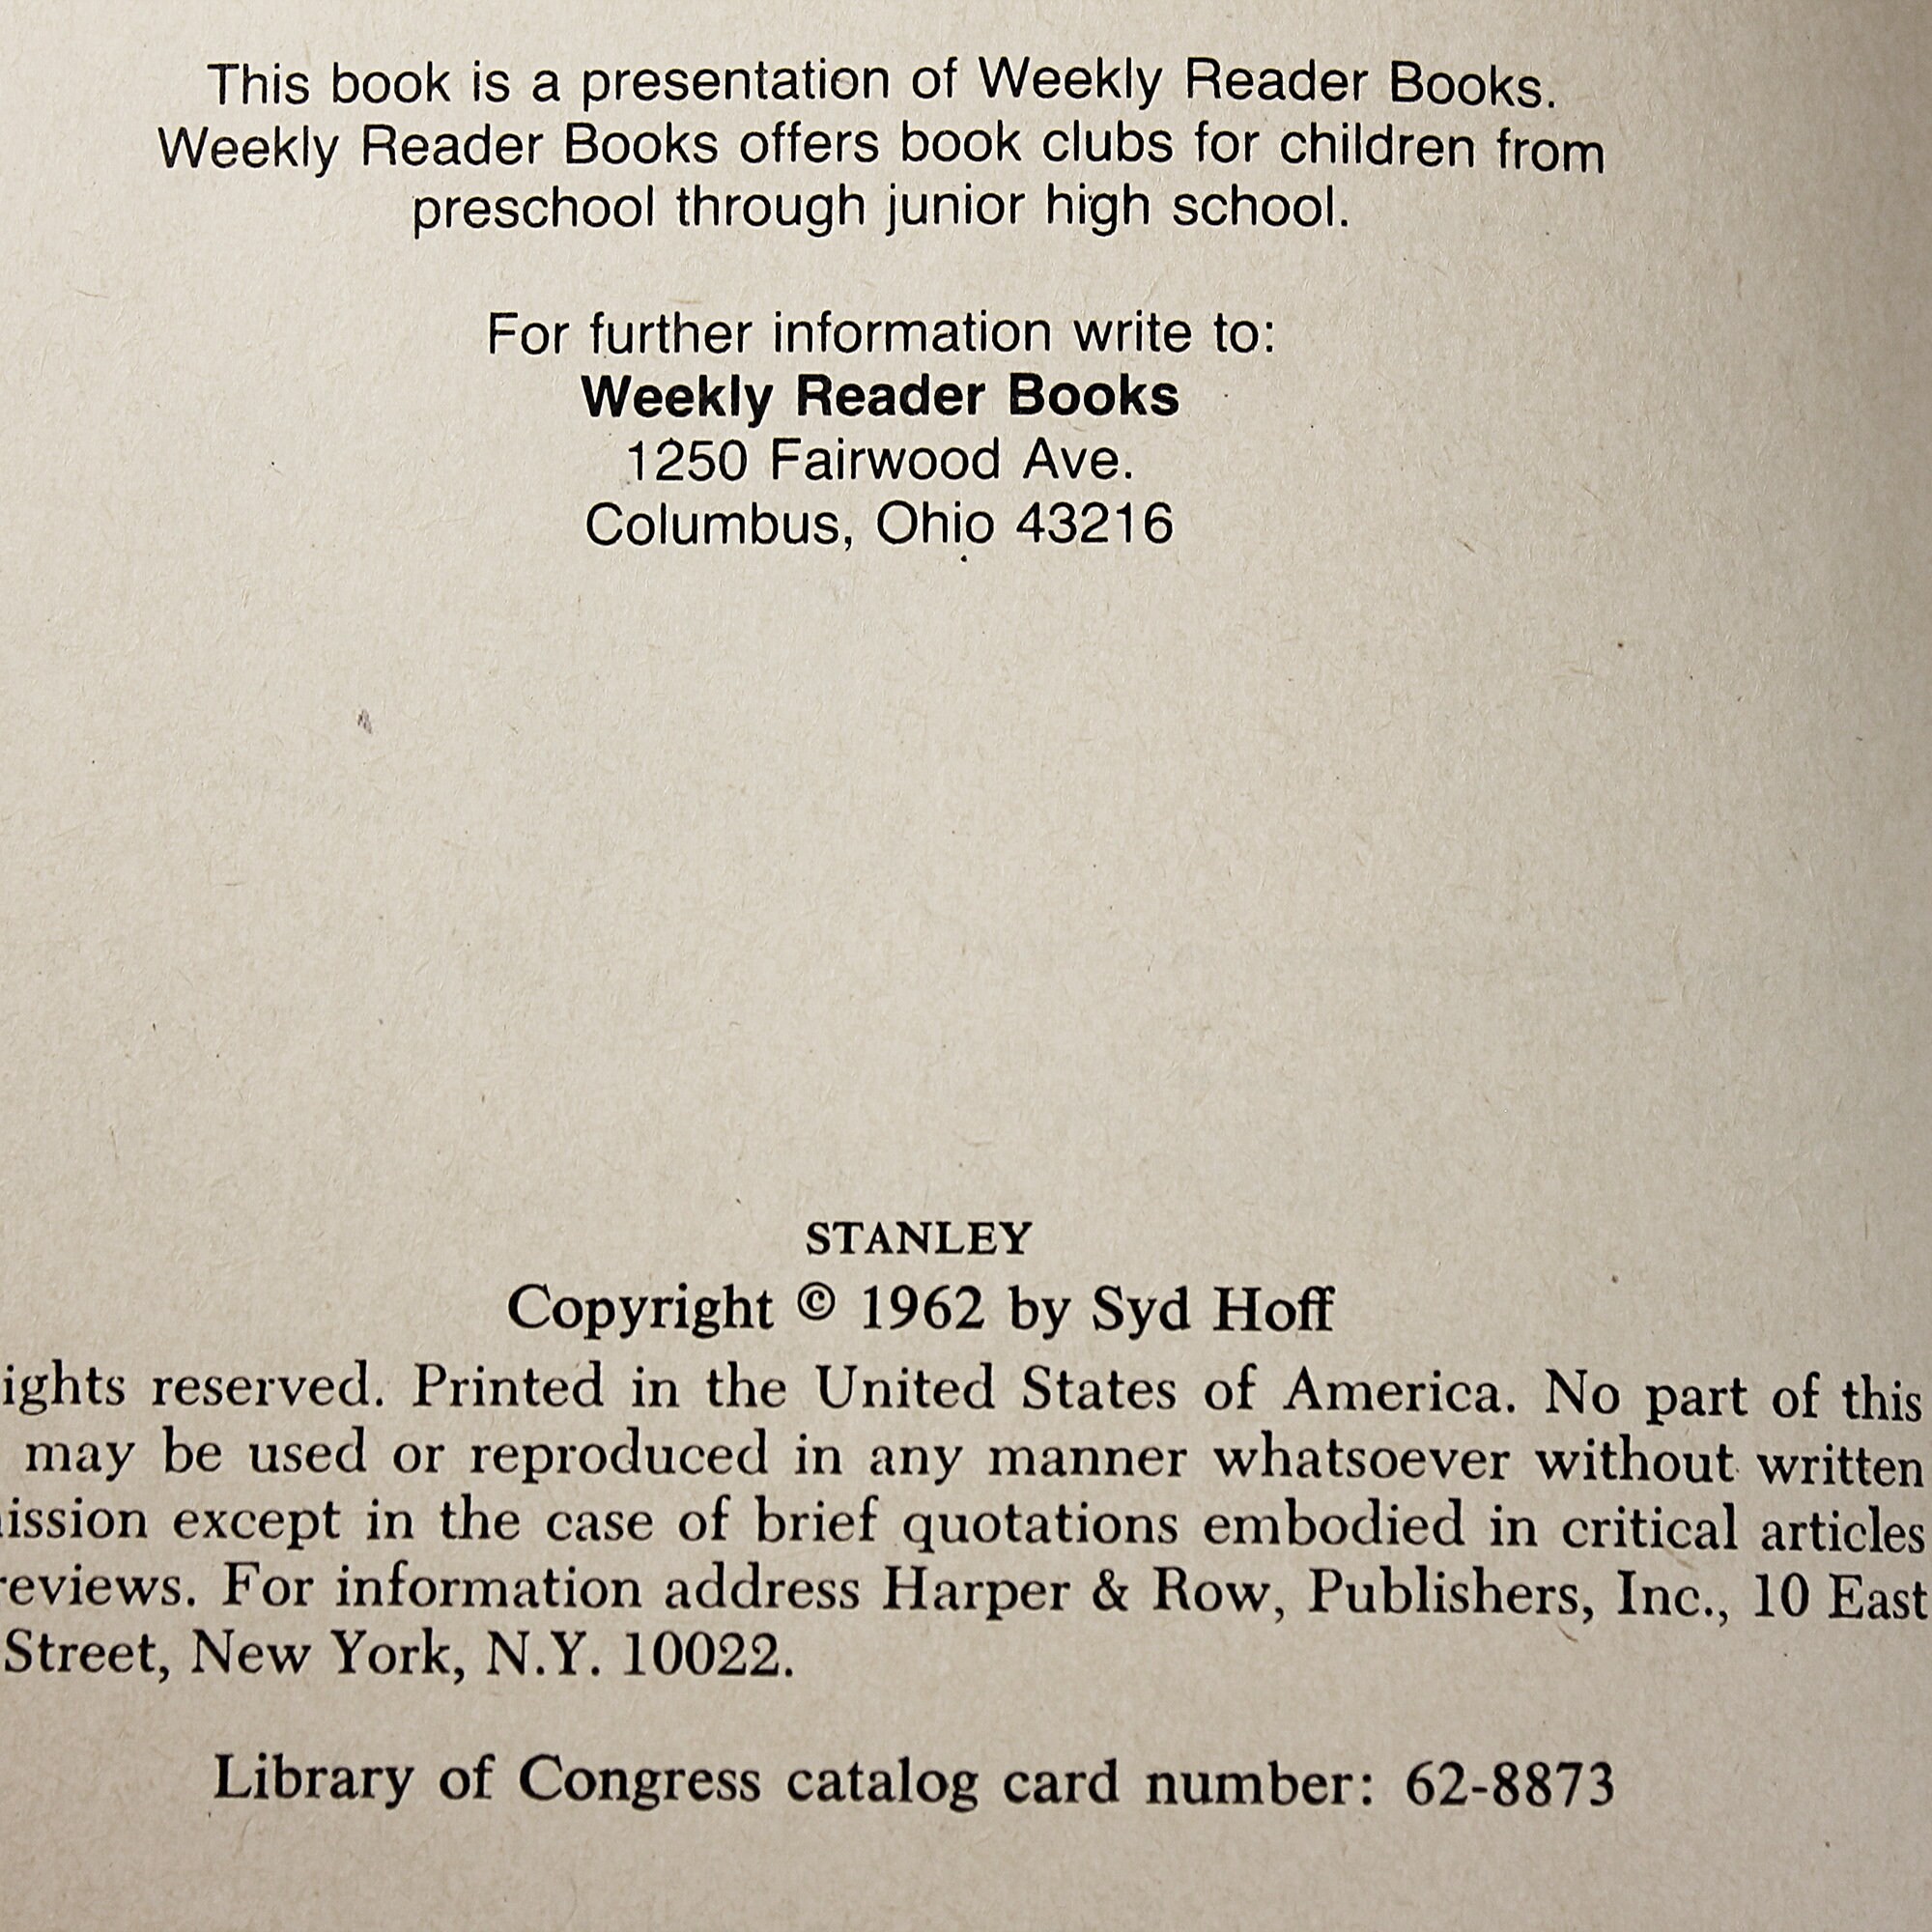 This book is a presentation of Weekly Reader Books.
Weekly Reader Books offers book clubs for children from
preschool through junior high school.
For further information write to:
Weekly Reader Books
1250 Fairwood Ave.
Columbus, Ohio 43216
STANLEY
Copyright © 1962 by Syd Hoff
ights reserved. Printed in the United States of America. No part of this
may be used or reproduced in any manner whatsoever without written
ission except in the case of brief quotations embodied in critical articles
eviews. For information address Harper & Row, Publishers, Inc., 10 East
Street, New York, N.Y. 10022.
Library of Congress catalog card number: 62-8873